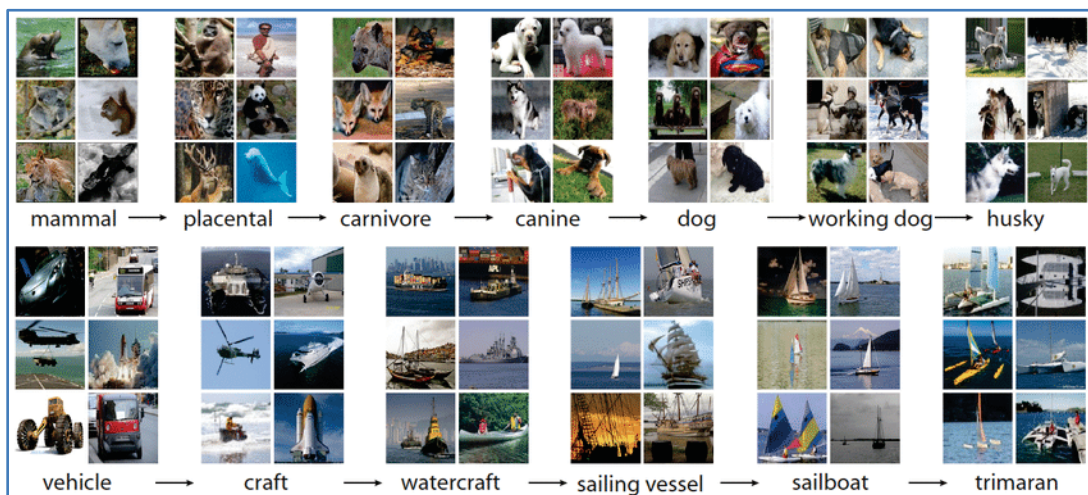 mammal → placental → carnivore → canine → dog → working dog → husky
vehicle → craft → watercraft → sailing vessel → sailboat → trimaran